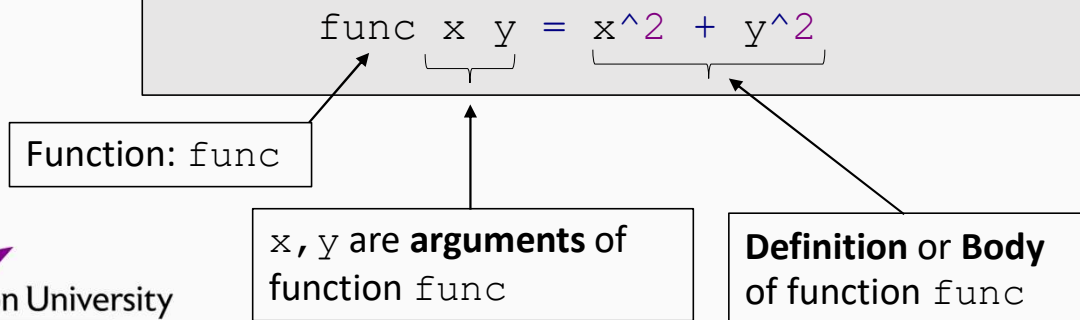 func x y = x^2 + y^2
Function: func
x, y are arguments of
function func
Definition or Body
of function func
University